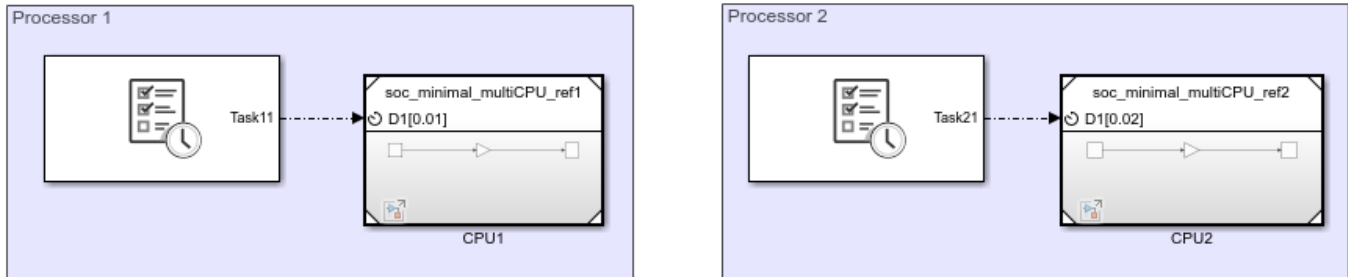 Processor 1
Task11
soc_minimal_multiCPU_ref1
D1[0.01]
CPU1
Processor 2
Task21
soc_minimal_multiCPU_ref2
D1[0.02]
CPU2